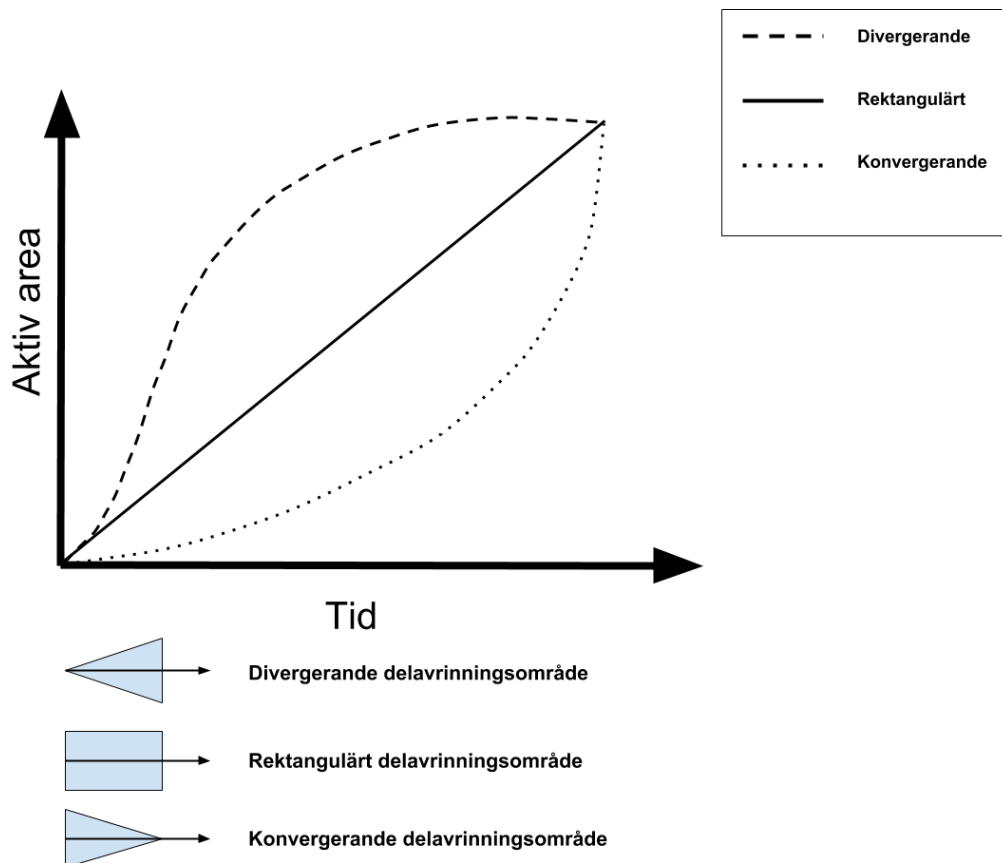 Divergerande
Rektangulärt
Konvergerande
Aktiv area
Tid
Divergerande delavrinningsområde
Rektangulärt delavrinningsområde
Konvergerande delavrinningsområde